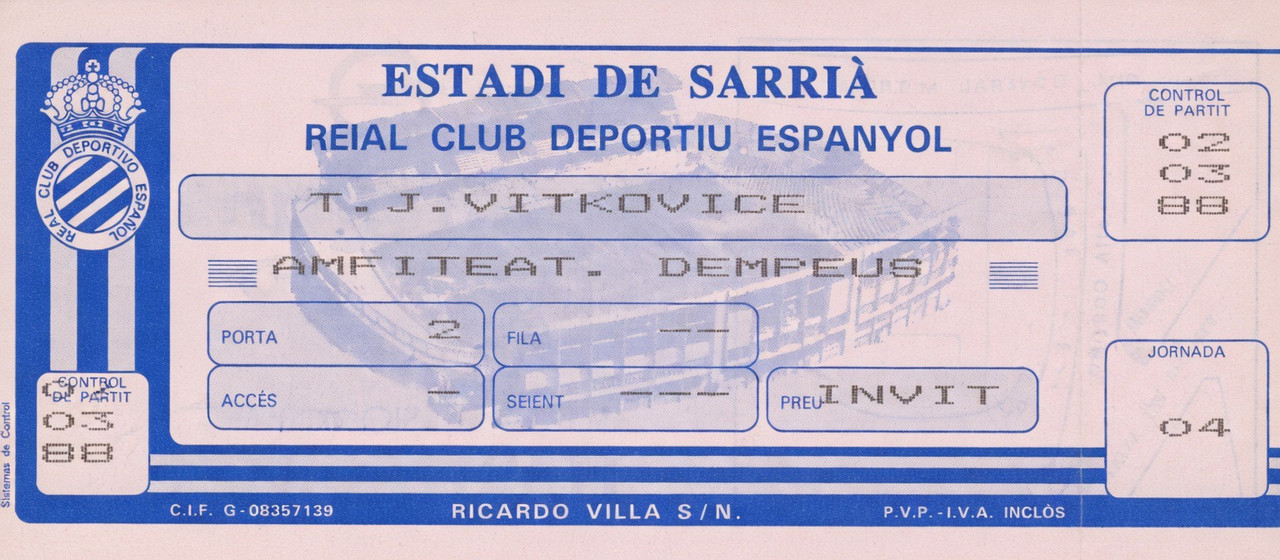 ESTADI DE SARRIÀ
REIAL CLUB DEPORTIU ESPANYOL
REAL CLUB DEPORTIVO ESPAÑOL
T.J.VITKOVICE
AMFITEAT. DEMPEUS
PORTA 2
FILA --
ACCÉS -
SEIENT ---
PREU INVIT
CONTROL
DE PARTIT
02
03
88
JORNADA
04
CONTROL
DE PARTIT
02
03
88
Sistemas de Control
C.I.F. G-08357139
RICARDO VILLA S/N.
P.V.P.-I.V.A. INCLÒS